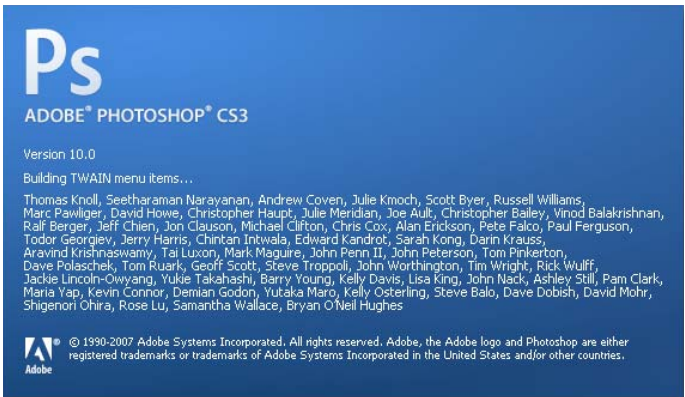 Ps
ADOBE® PHOTOSHOP® CS3
Version 10.0
Building TWAIN menu items...
Thomas Knoll, Seetharaman Narayanan, Andrew Coven, Julie Kmoch, Scott Byer, Russell Williams,
Marc Pawliger, David Howe, Christopher Haupt, Julie Meridian, Joe Ault, Christopher Bailey, Vinod Balakrishnan,
Ralf Berger, Jeff Chien, Jon Clauson, Michael Clifton, Chris Cox, Alan Erickson, Pete Falco, Paul Ferguson,
Todor Georgiev, Jerry Harris, Chintan Intwala, Edward Kandrot, Sarah Kong, Darin Krauss,
Aravind Krishnaswamy, Tai Luxon, Mark Maguire, John Penn II, John Peterson, Tom Pinkerton,
Dave Polaschek, Tom Ruark, Geoff Scott, Steve Troppoli, John Worthington, Tim Wright, Rick Wulff,
Jackie Lincoln-Owyang, Yukie Takahashi, Barry Young, Kelly Davis, Lisa King, John Nack, Ashley Still, Pam Clark,
Maria Yap, Kevin Connor, Demian Godon, Yutaka Maro, Kelly Osterling, Steve Balo, Dave Dobish, David Mohr,
Shigenori Ohira, Rose Lu, Samantha Wallace, Bryan O'Neil Hughes
© 1990-2007 Adobe Systems Incorporated. All rights reserved. Adobe, the Adobe logo and Photoshop are either
registered trademarks or trademarks of Adobe Systems Incorporated in the United States and/or other countries.
Adobe®